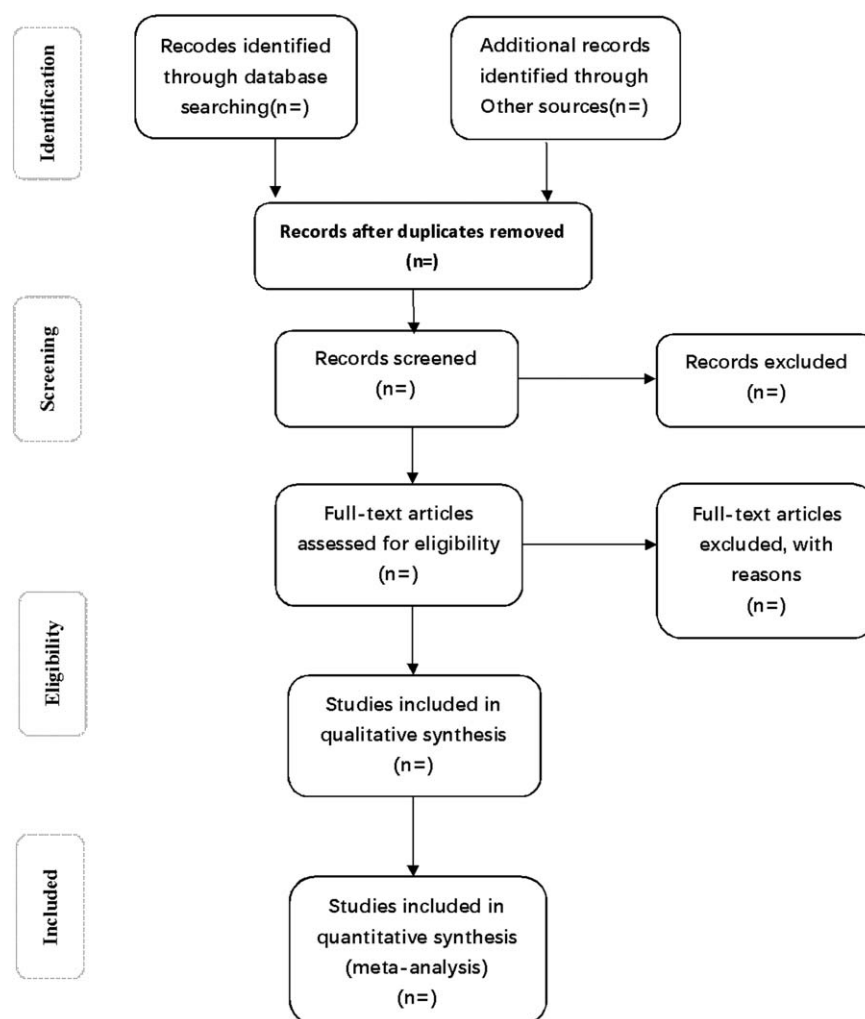 Identification
Recodes identified
through database
searching(n=)
Additional records
identified through
Other sources(n=)
Records after duplicates removed
(n=)
Screening
Records screened
(n=)
Records excluded
(n=)
Full-text articles
assessed for eligibility
(n=)
Full-text articles
excluded, with
reasons
(n=)
Eligibility
Studies included in
qualitative synthesis
(n=)
Included
Studies included in
quantitative synthesis
(meta-analysis)
(n=)